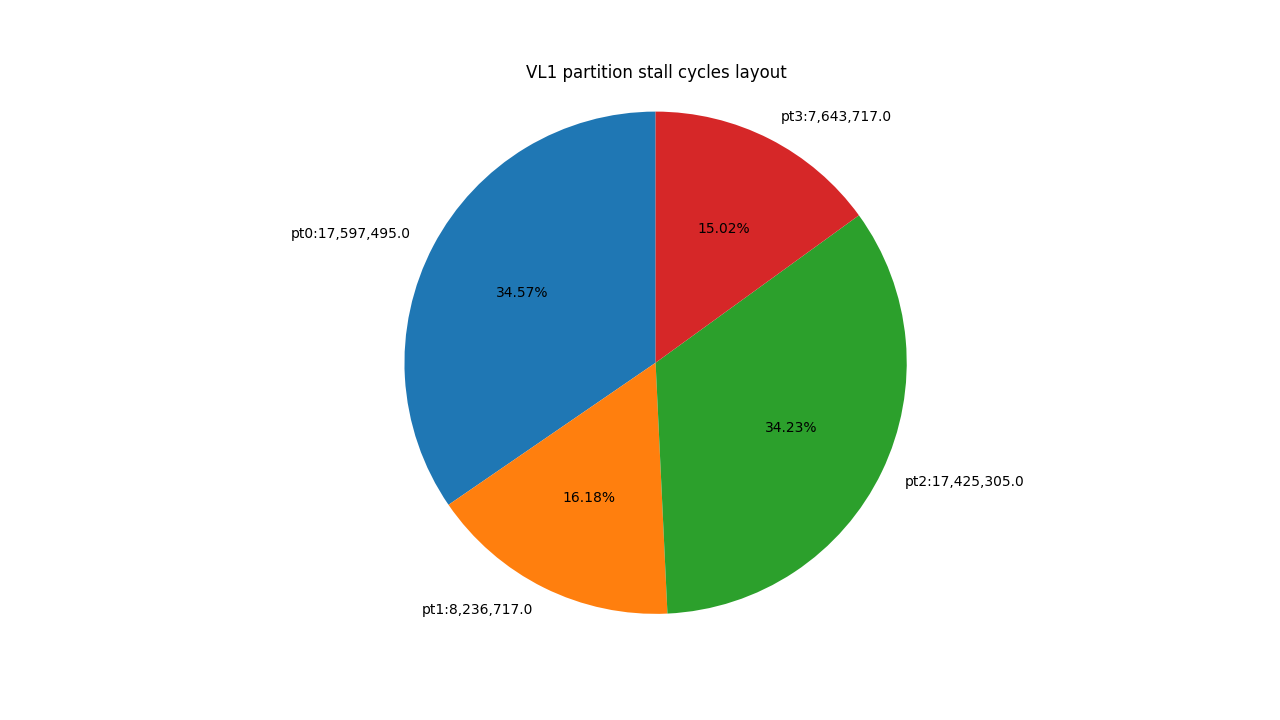 VL1 partition stall cycles layout
pt3:7,643,717.0
15.02%
pt0:17,597,495.0
34.57%
34.23%
pt2:17,425,305.0
16.18%
pt1:8,236,717.0